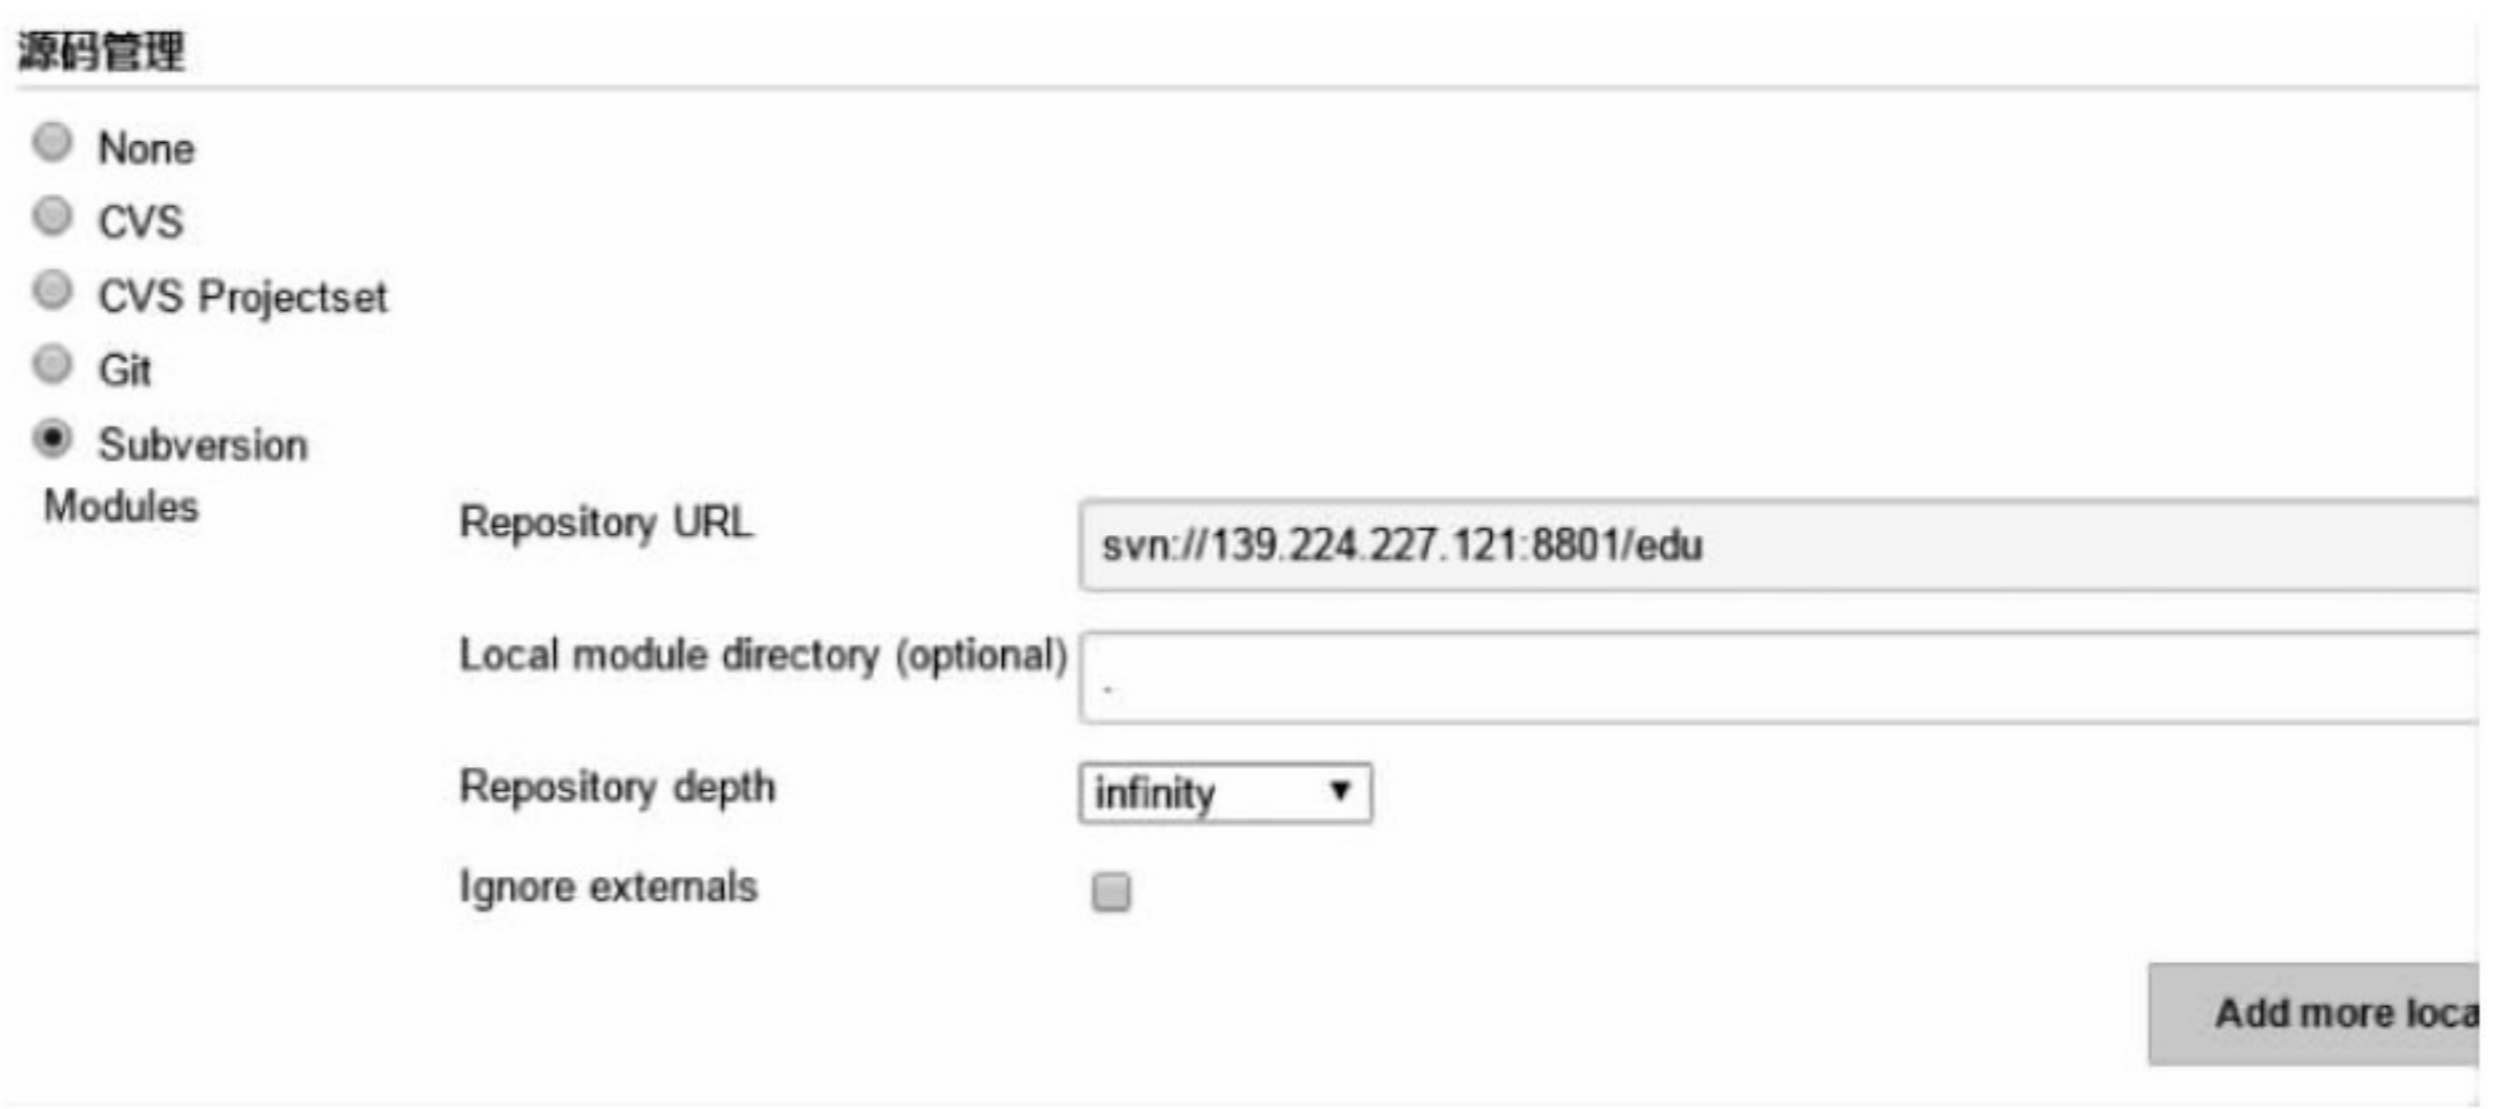 源码管理
None
CVS
CVS Projectset
Git
Subversion
Modules
Repository URL
svn://139.224.227.121:8801/edu
Local module directory (optional)
.
Repository depth
infinity
Ignore externals
Add more loca